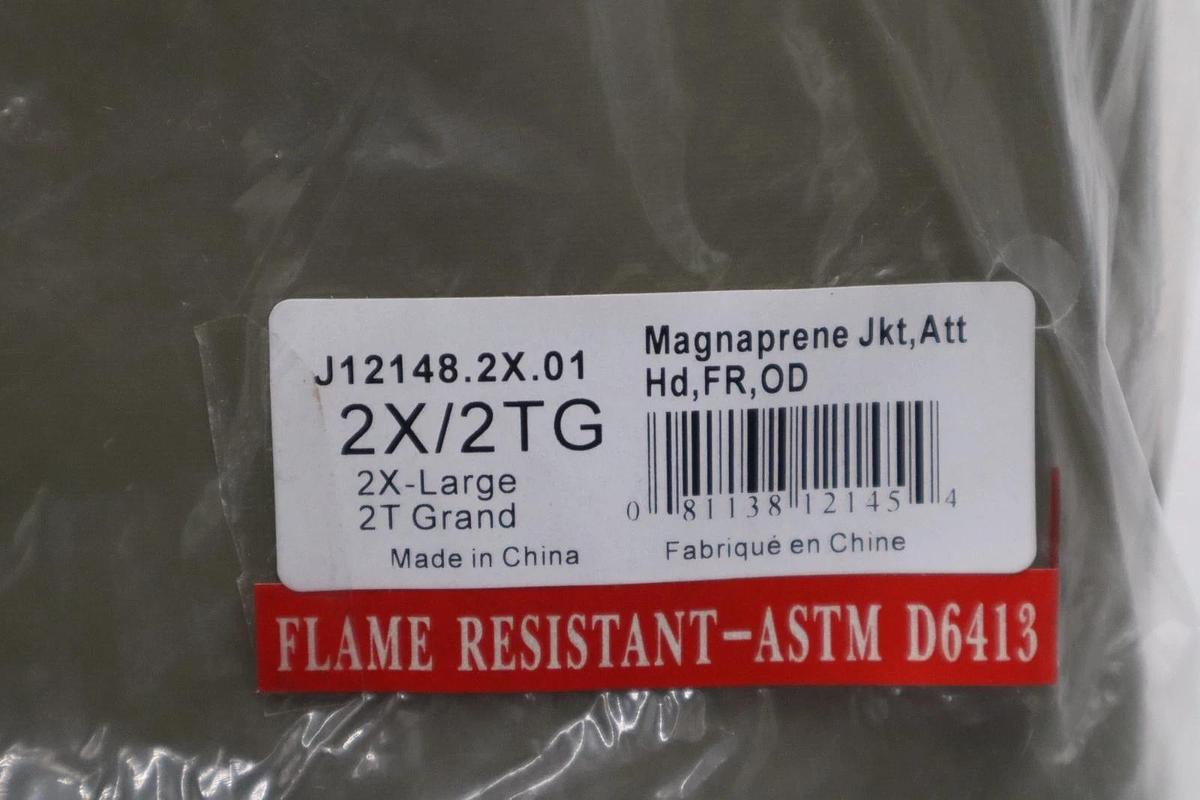 J12148.2X.01
2X/2TG
2X-Large
2T Grand
Made in China
Magnaprene Jkt,Att
Hd,FR,OD
0 81138 12145 4
Fabriqué en Chine
FLAME RESISTANT-ASTM D6413